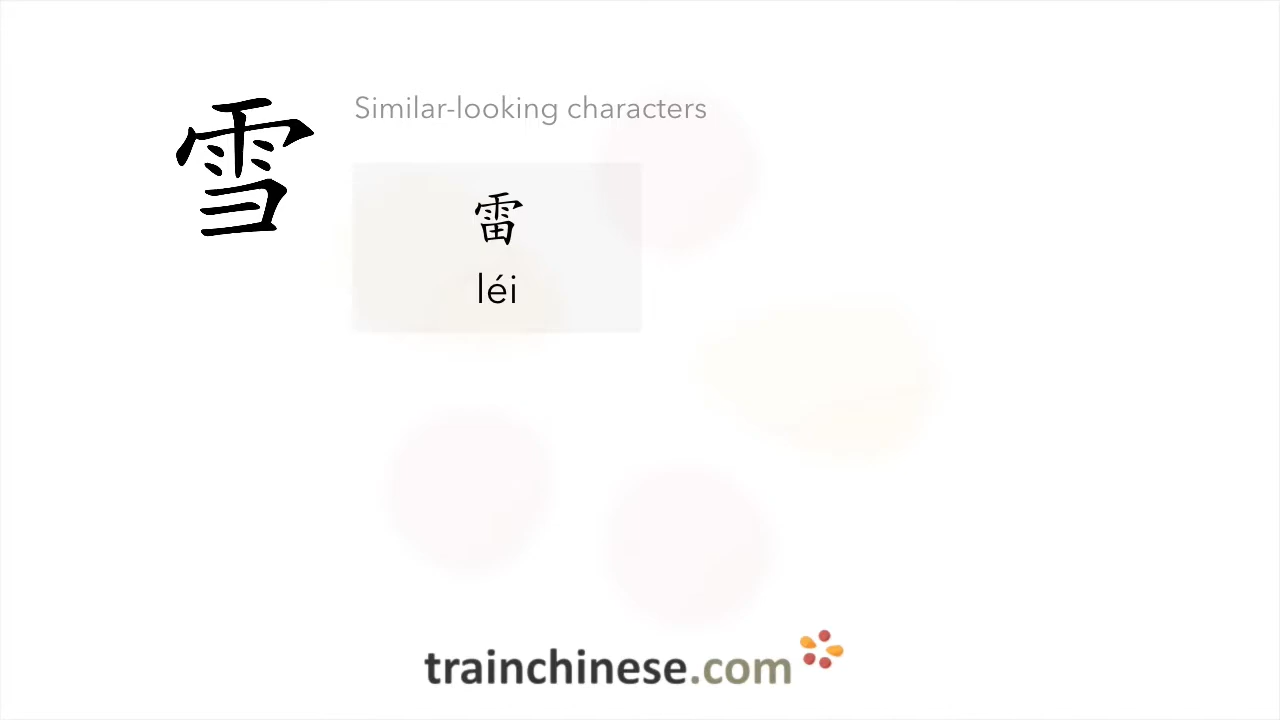 雪
Similar-looking characters
雷
léi
trainchinese.com